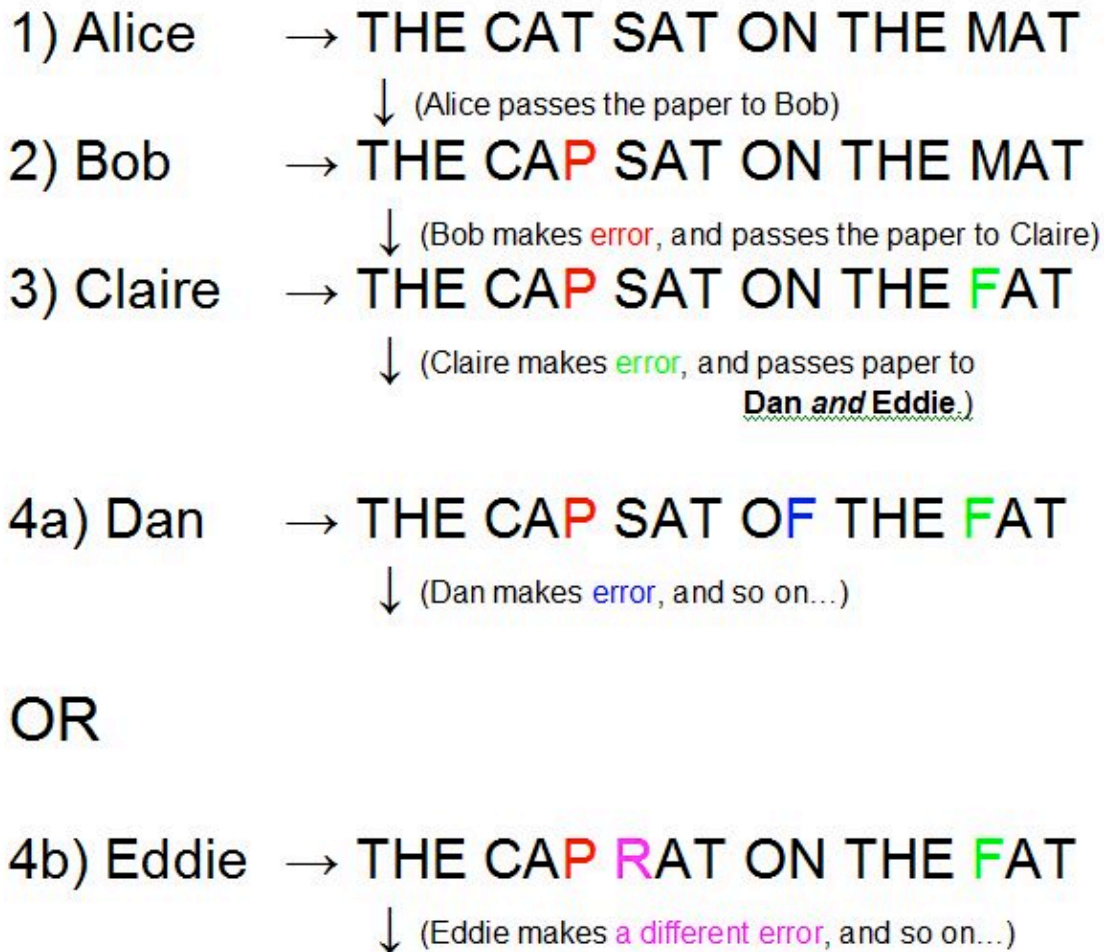 1) Alice → THE CAT SAT ON THE MAT
↓ (Alice passes the paper to Bob)
2) Bob → THE CAP SAT ON THE MAT
↓ (Bob makes error, and passes the paper to Claire)
3) Claire → THE CAP SAT ON THE FAT
↓ (Claire makes error, and passes paper to
Dan and Eddie.)
4a) Dan → THE CAP SAT OF THE FAT
↓ (Dan makes error, and so on...)
OR
4b) Eddie → THE CAP RAT ON THE FAT
↓ (Eddie makes a different error, and so on...)